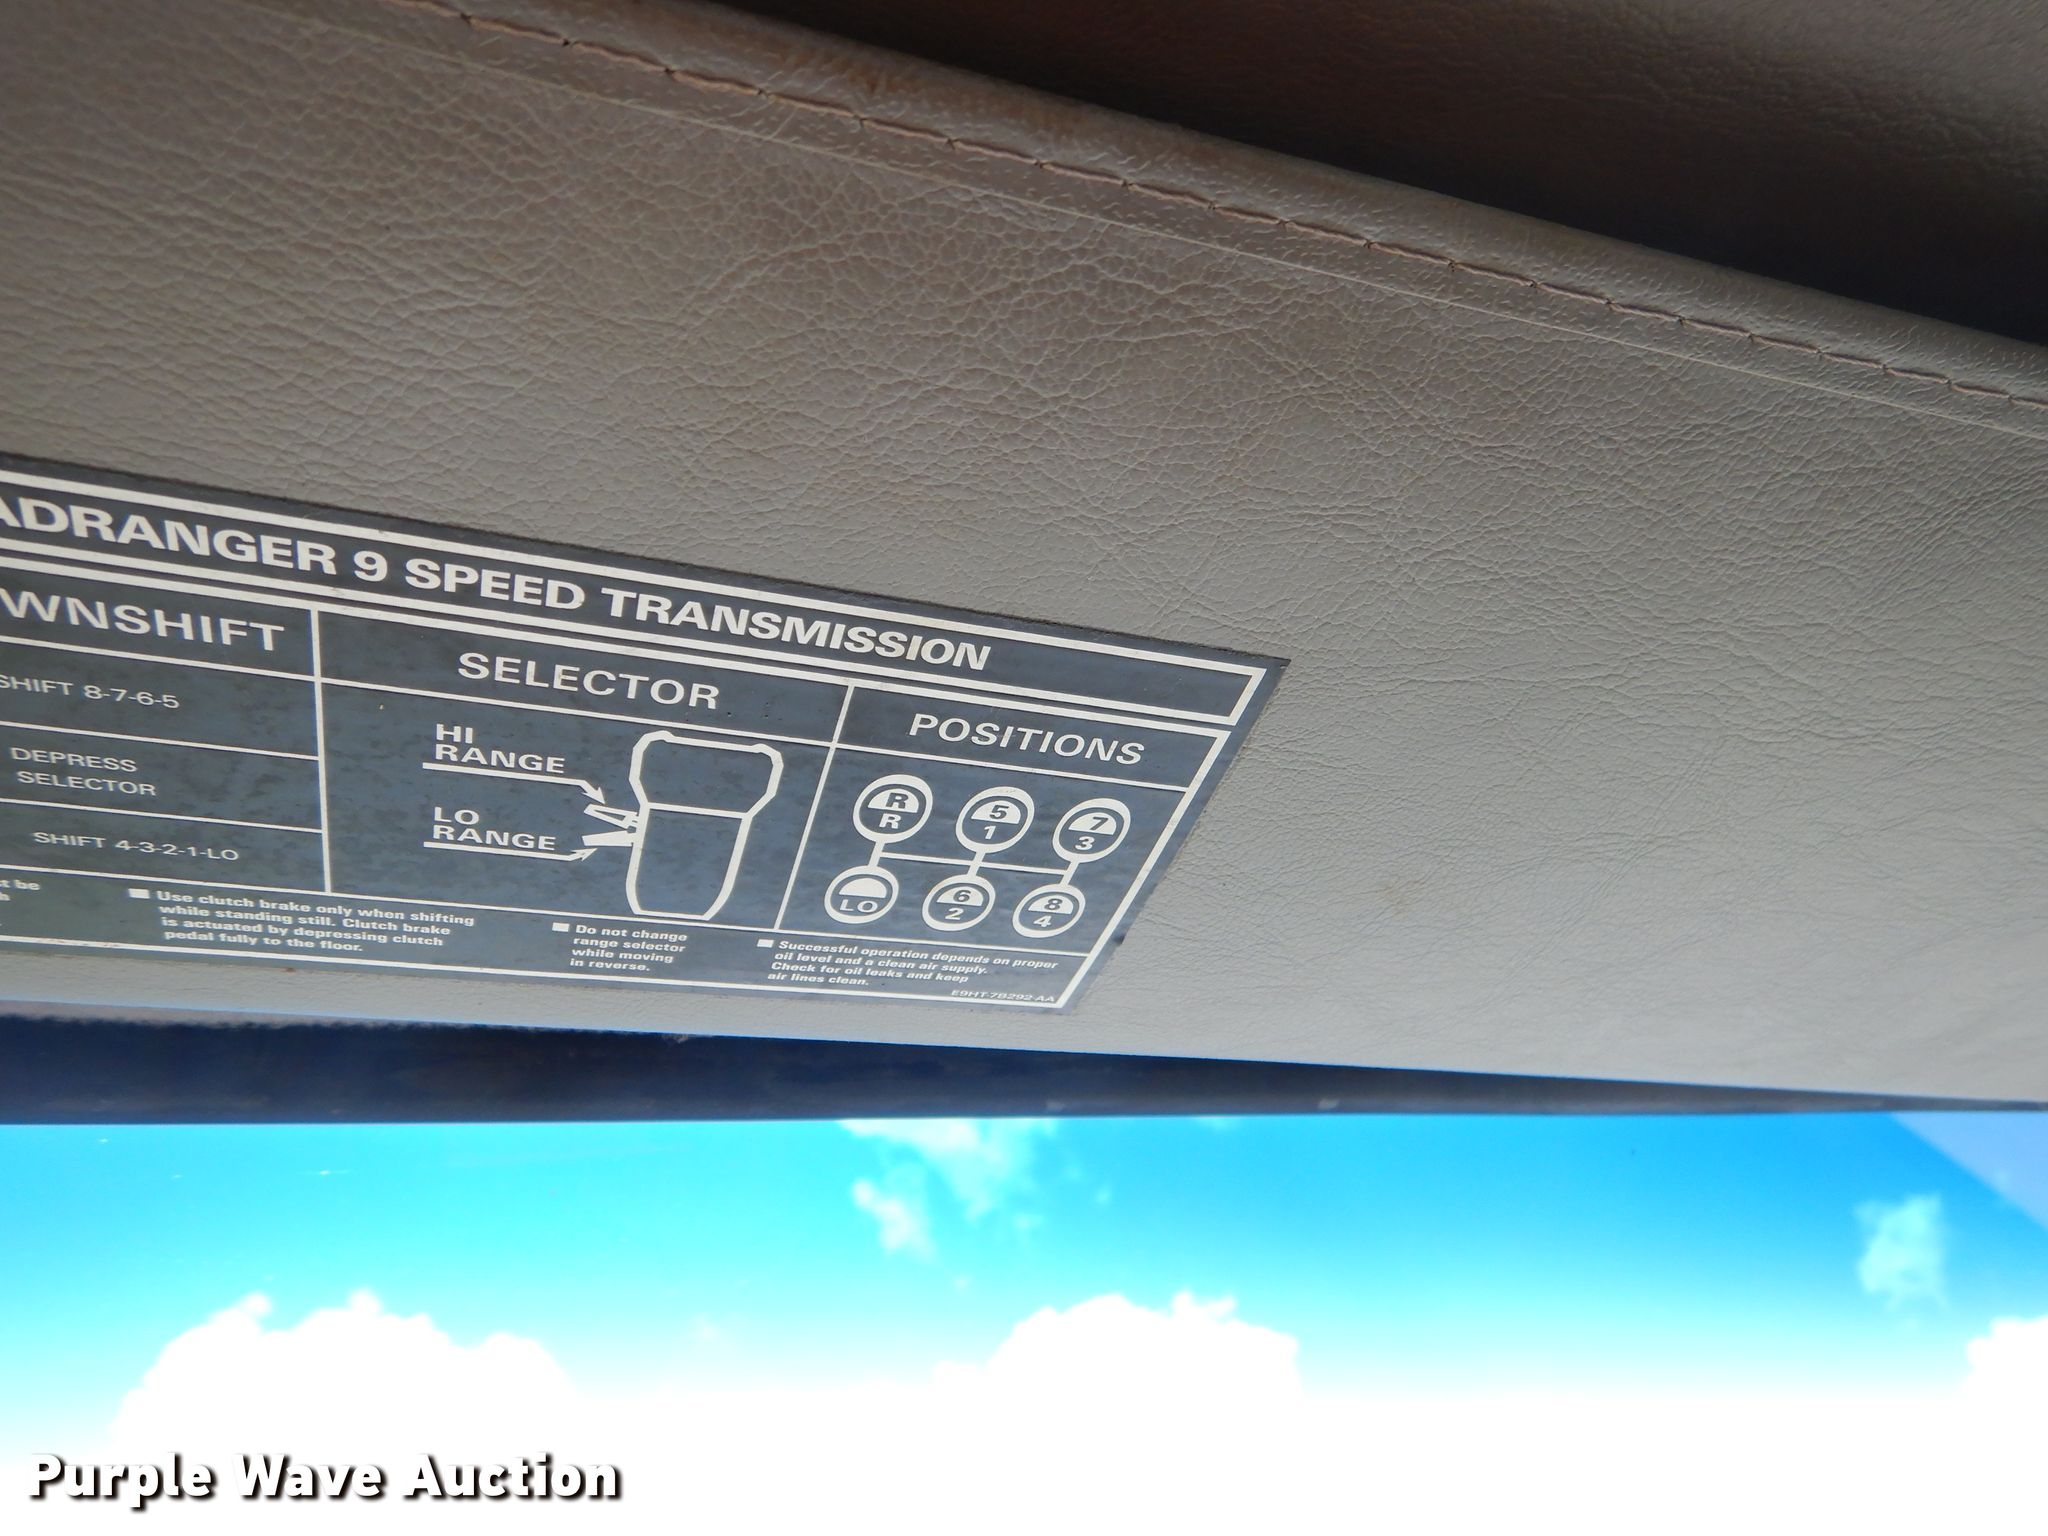 ADRANGER 9 SPEED TRANSMISSION
WNSHIFT
SHIFT 8-7-6-5
DEPRESS
SELECTOR
SHIFT 4-3-2-1-LO
SELECTOR
HI
RANGE
LO
RANGE
POSITIONS
R 5 7
R 1 3
LO
6 8
2 4
t be
h
■ Use clutch brake only when shifting
while standing still. Clutch brake
is actuated by depressing clutch
pedal fully to the floor.
■ Do not change
range selector
while moving
in reverse.
■ Successful operation depends on proper
oil level and a clean air supply.
Check for oil leaks and keep
air lines clean.
E9HT-7B292-AA
Purple Wave Auction